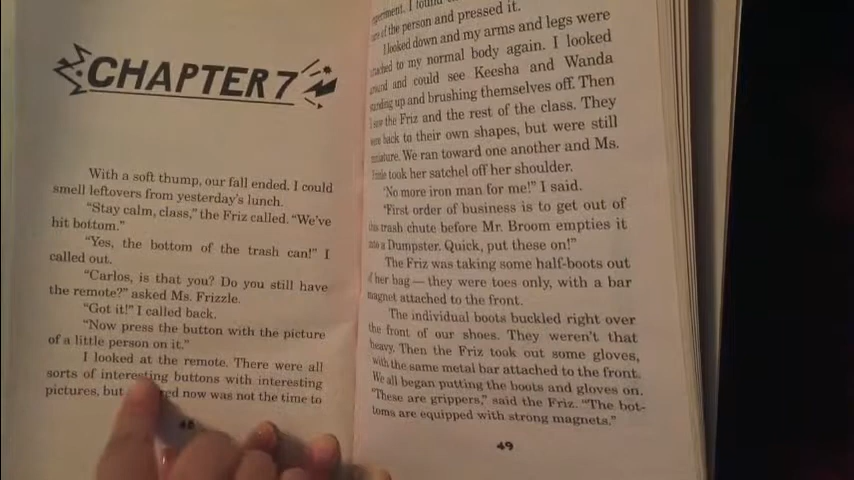 CHAPTER 7
With a soft thump, our fall ended. I could
smell leftovers from yesterday's lunch.
"Stay calm, class," the Friz called. "We've
hit bottom."
"Yes, the bottom of the trash can!" I
called out.
"Carlos, is that you? Do you still have
the remote?" asked Ms. Frizzle.
"Got it!" I called back.
"Now press the button with the picture
of a little person on it."
I looked at the remote. There were all
sorts of interesting buttons with interesting
pictures, but now was not the time to
48
experiment. I found
of the person and pressed it.
I looked down and my arms and legs were
attached to my normal body again. I looked
around and could see Keesha and Wanda
standing up and brushing themselves off. Then
I saw the Friz and the rest of the class. They
were back to their own shapes, but were still
miniature. We ran toward one another and Ms.
Frizzle took her satchel off her shoulder.
"No more iron man for me!" I said.
"First order of business is to get out of
this trash chute before Mr. Broom empties it
into a Dumpster. Quick, put these on!"
The Friz was taking some half-boots out
of her bag — they were toes only, with a bar
magnet attached to the front.
The individual boots buckled right over
the front of our shoes. They weren't that
heavy. Then the Friz took out some gloves,
with the same metal bar attached to the front.
We all began putting the boots and gloves on.
"These are grippers," said the Friz. "The bot-
toms are equipped with strong magnets."
49